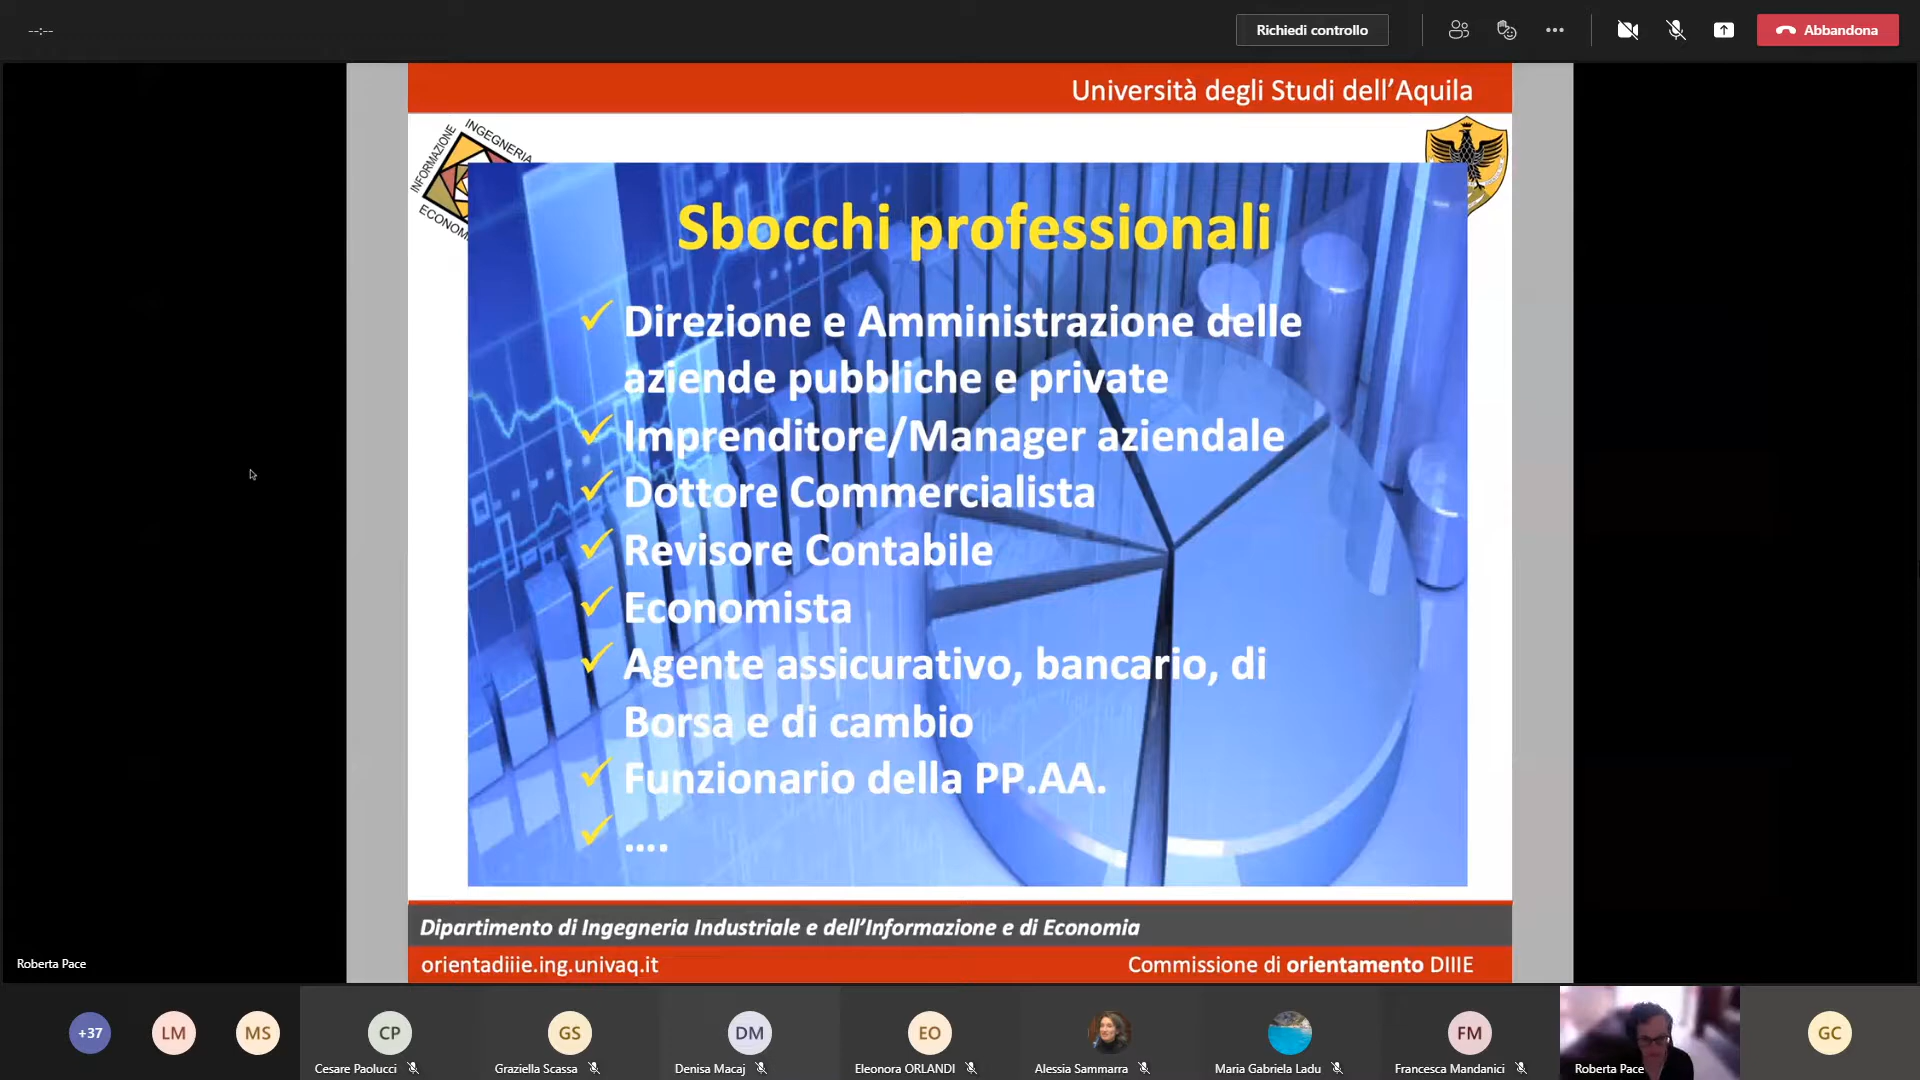 --:--
Richiedi controllo
Abbandona
Università degli Studi dell’Aquila
INFORMAZIONE
INGEGNERIA
Sbocchi professionali
✓ Direzione e Amministrazione delle
aziende pubbliche e private
✓ Imprenditore/Manager aziendale
✓ Dottore Commercialista
✓ Revisore Contabile
✓ Economista
✓ Agente assicurativo, bancario, di
Borsa e di cambio
✓ Funzionario della PP.AA.
✓ ....
Dipartimento di Ingegneria Industriale e dell’Informazione e di Economia
orientadiiie.ing.univaq.it
Commissione di orientamento DIIIE
Roberta Pace
+37
LM
MS
CP
GS
DM
EO
FM
GC
Cesare Paolucci
Graziella Scassa
Denisa Macaj
Eleonora ORLANDI
Alessia Sammarra
Maria Gabriela Ladu
Francesca Mandanici
Roberta Pace